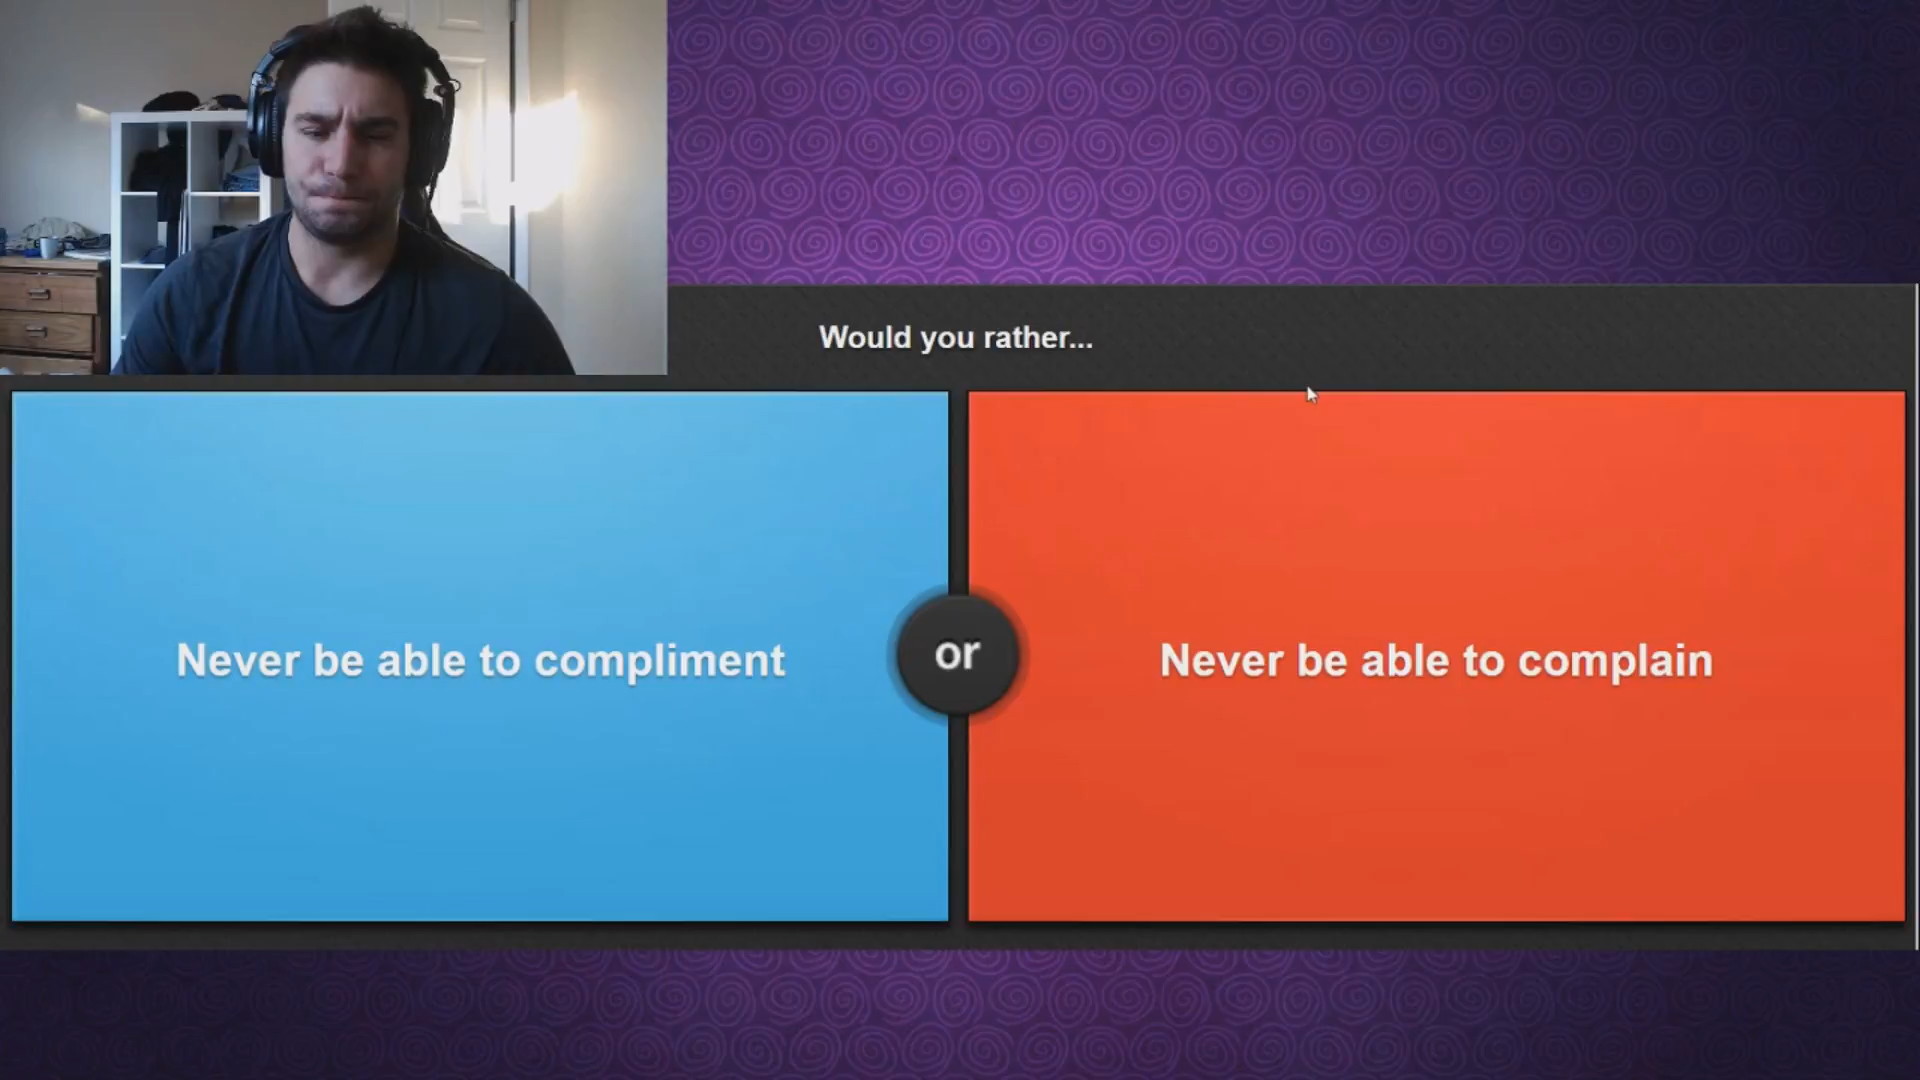 Would you rather...
Never be able to compliment
or
Never be able to complain